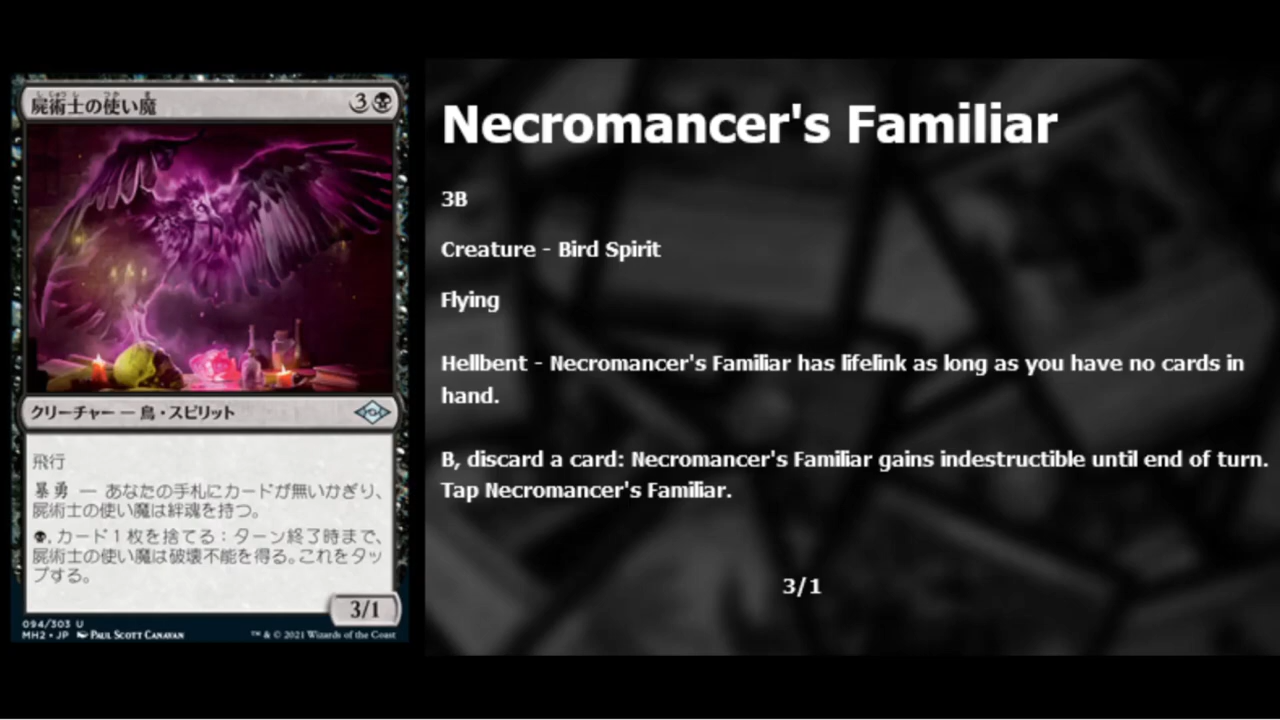 屍術士の使い魔 3
クリーチャー — 鳥・スピリット
飛行
暴勇 — あなたの手札にカードが無いかぎり、
屍術士の使い魔は絆魂を持つ。
,カード1枚を捨てる:ターン終了時まで、
屍術士の使い魔は破壊不能を得る。これをタッ
プする。
3/1
094/303 U
MH2 • JP PAUL SCOTT CANAVAN
™ & © 2021 Wizards of the Coast
Necromancer's Familiar
3B
Creature - Bird Spirit
Flying
Hellbent - Necromancer's Familiar has lifelink as long as you have no cards in
hand.
B, discard a card: Necromancer's Familiar gains indestructible until end of turn.
Tap Necromancer's Familiar.
3/1